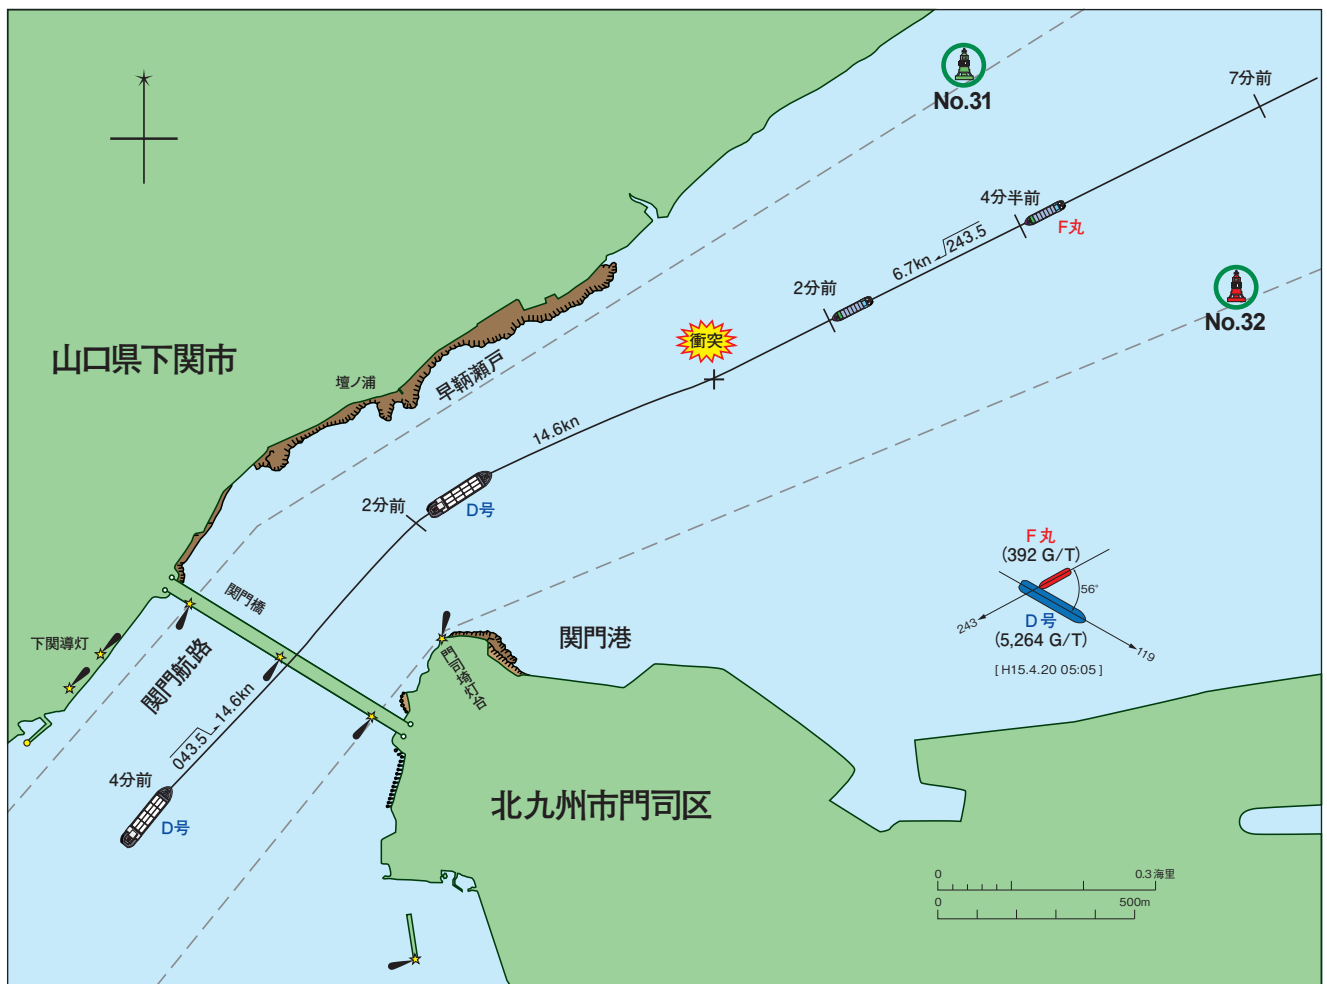 No.31
7分前
4分半前
F丸
243.5
6.7kn
2分前
No.32
衝突
山口県下関市
壇ノ浦
早鞆瀬戸
14.6kn
2分前
D号
関門橋
下関導灯
関門航路
門司埼灯台
関門港
F丸
(392 G/T)
56°
243
D号
(5,264 G/T)
119
[H15.4.20 05:05]
14.6kn
043.5
4分前
D号
北九州市門司区
0 0.3海里
0 500m